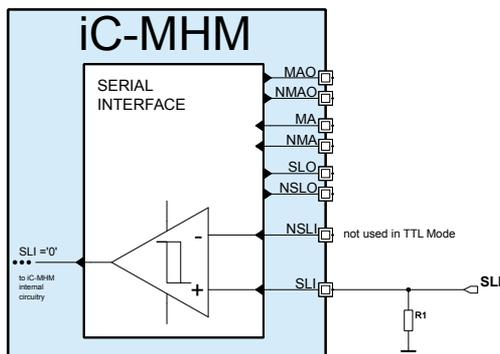 iC-MHM
SERIAL
INTERFACE
MAO
NMAO
MA
NMA
SLO
NSLO
NSLI
not used in TTL Mode
-
SLI ='0'
to iC-MHM
internal
circuitry
+
SLI
SLI
R1